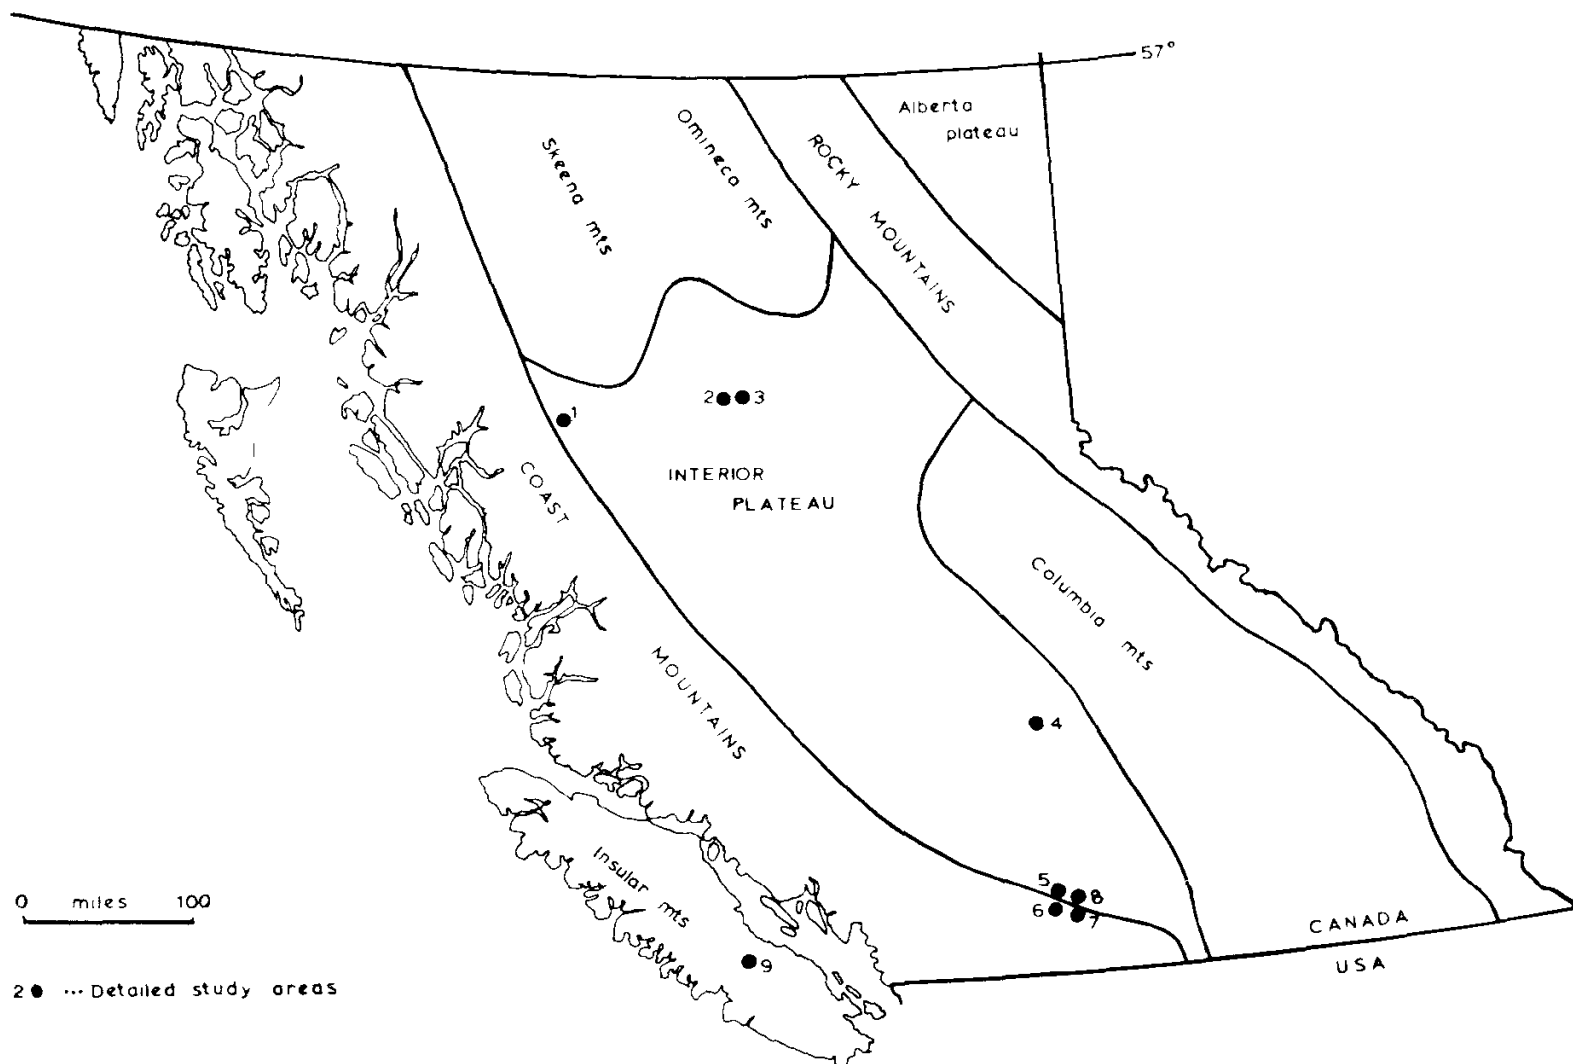 57°
Alberta
plateau
Skeena mts
Omineca mts
ROCKY MOUNTAINS
1
2 3
INTERIOR
PLATEAU
COAST MOUNTAINS
Columbia mts
4
5 8
6 7
Insular mts
9
0 miles 100
CANADA
USA
2 ● ... Detailed study areas